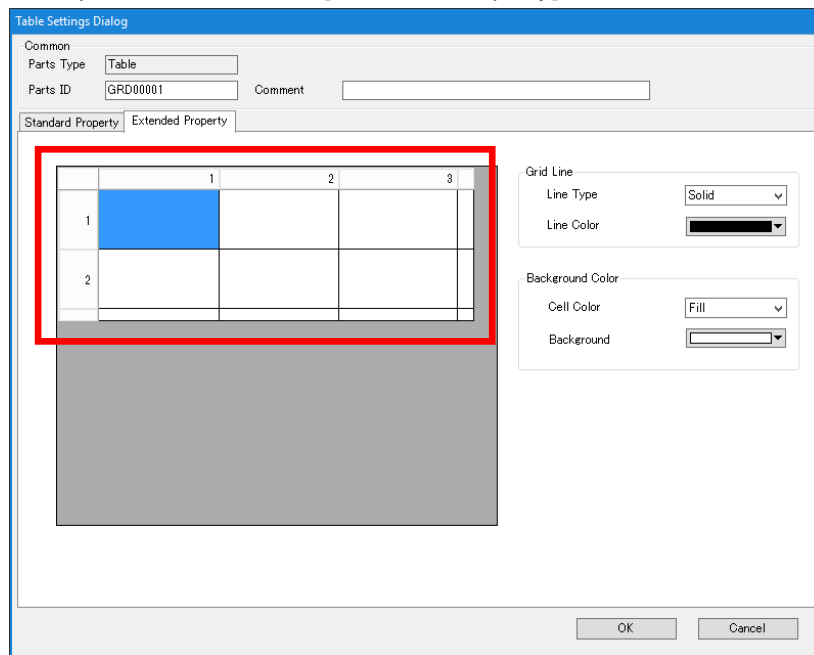 Table Settings Dialog
Common
Parts Type Table
Parts ID GRD00001 Comment
Standard Property Extended Property
1 2 3
1
2
Grid Line
Line Type Solid
Line Color
Background Color
Cell Color Fill
Background
OK Cancel